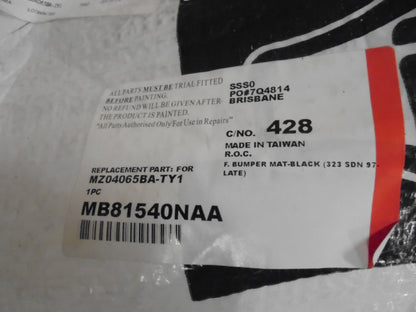 ALL PARTS MUST BE TRIAL FITTED
BEFORE PAINTING.
NO REFUND WILL BE GIVEN AFTER
THE PRODUCT IS PAINTED.
"All Parts Authorised Only For Use in Repairs"
SSS0
PO#7Q4814
BRISBANE
C/NO. 428
MADE IN TAIWAN
R.O.C.
F. BUMPER MAT-BLACK (323 SDN 97-
LATE)
REPLACEMENT PART: FOR
MZ04065BA-TY1
1PC
MB81540NAA